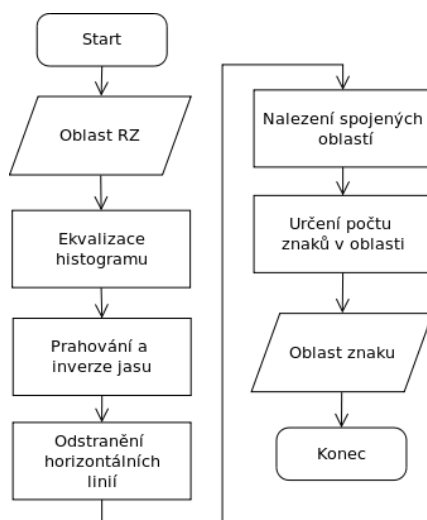 Start
Oblast RZ
Ekvalizace
histogramu
Prahování a
inverze jasu
Odstranění
horizontálních
linií
Nalezení spojených
oblastí
Určení počtu
znaků v oblasti
Oblast znaku
Konec